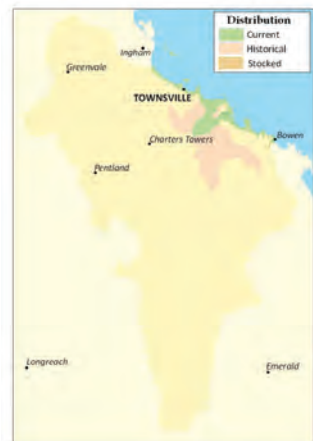 Distribution
Current
Historical
Stocked
Ingham
Greenvale
TOWNSVILLE
Charters Towers
Bowen
Pentland
Longreach
Emerald